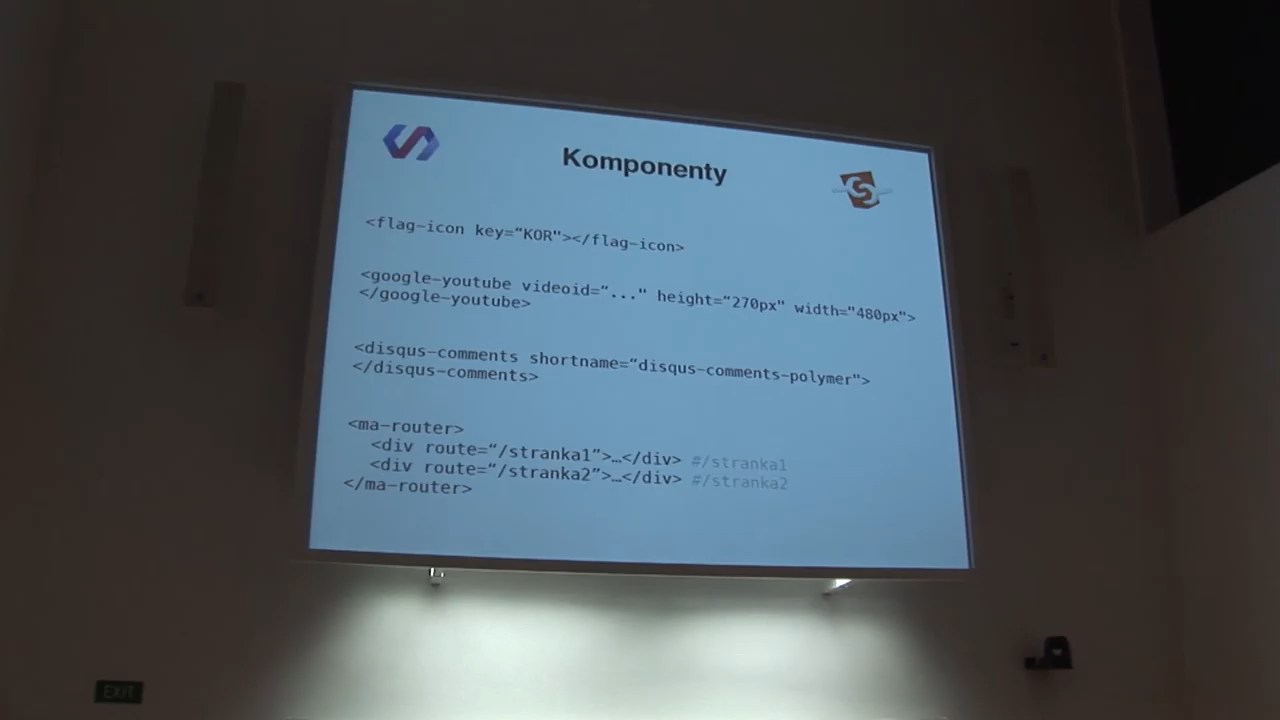 Komponenty
<flag-icon key=“KOR"></flag-icon>
<google-youtube videoid=“..." height=“270px" width="480px">
</google-youtube>
<disqus-comments shortname=“disqus-comments-polymer">
</disqus-comments>
<ma-router>
<div route=“/stranka1”>…</div> #/stranka1
<div route=“/stranka2”>…</div> #/stranka2
</ma-router>
EXIT